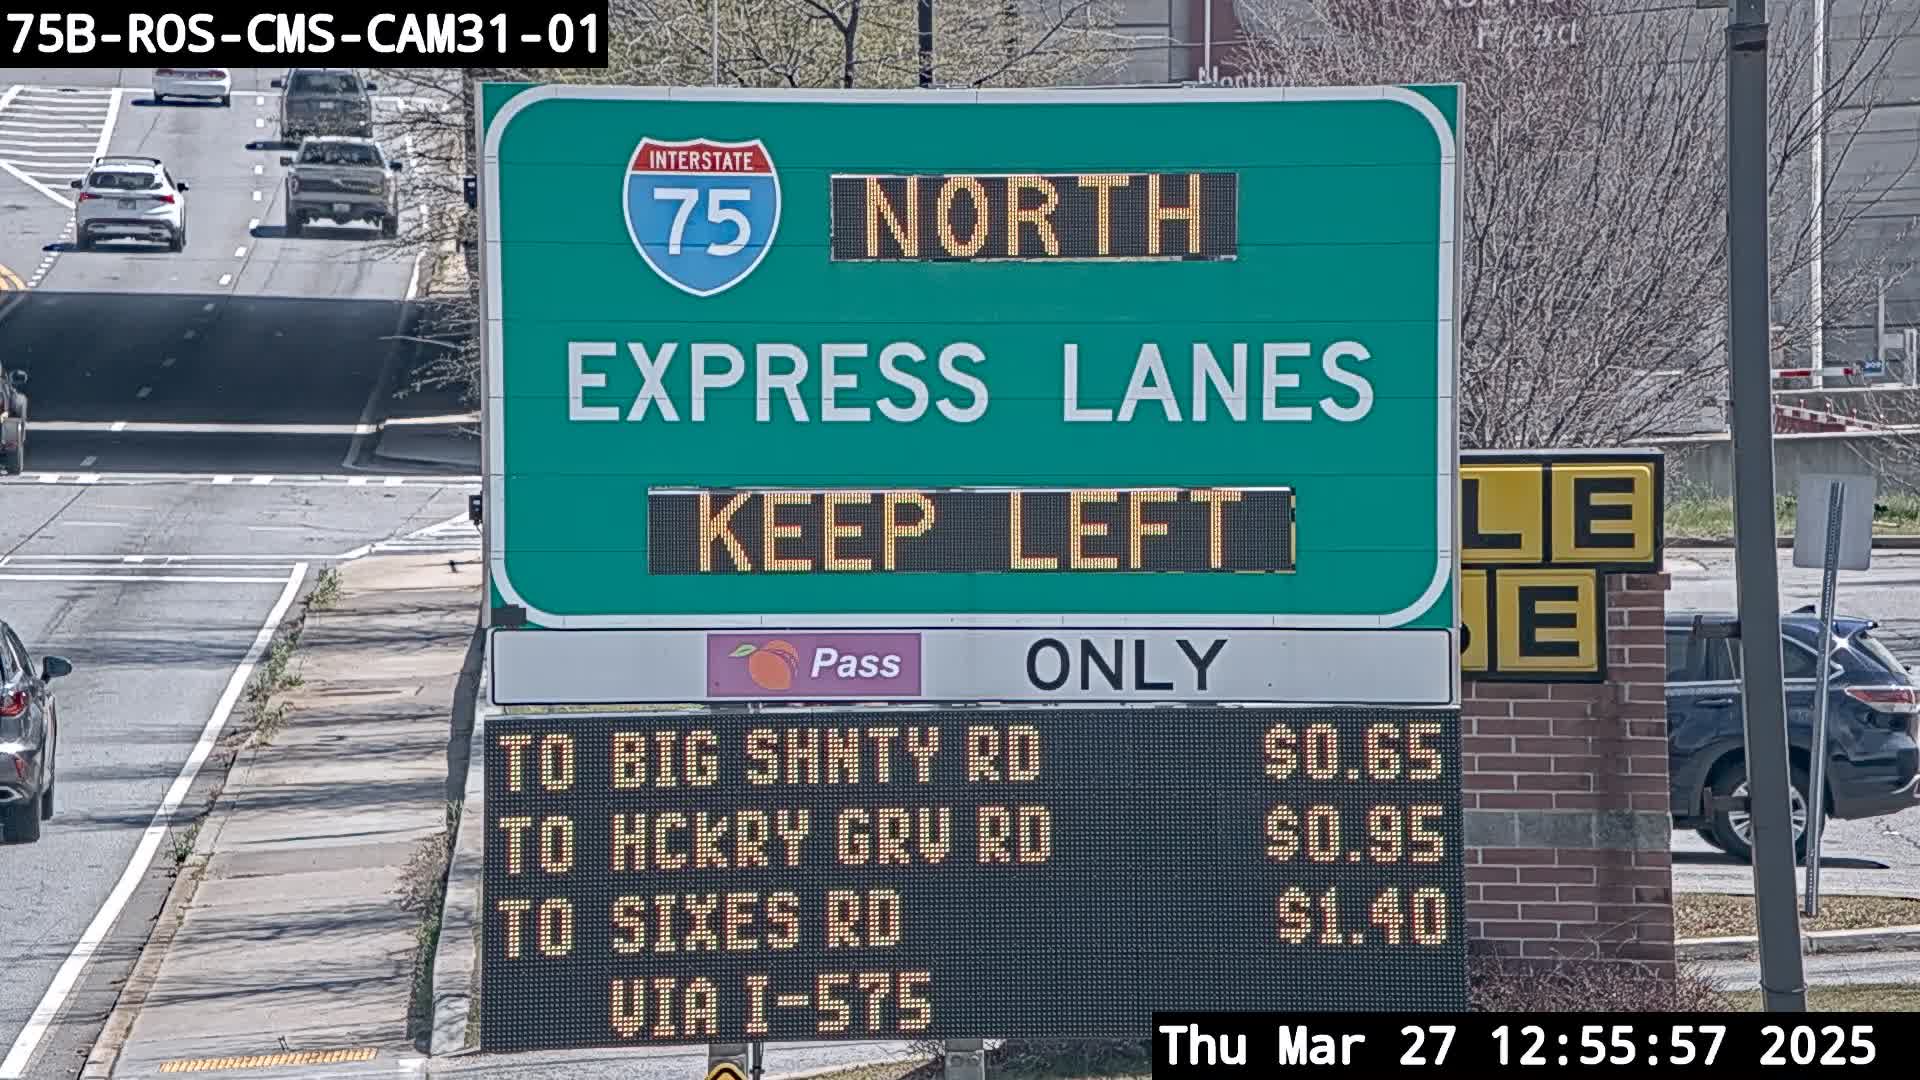 75B-ROS-CMS-CAM31-01
Road
INTERSTATE
75
NORTH
EXPRESS LANES
KEEP LEFT
LE
E
Pass ONLY
TO BIG SHNTY RD $0.65
TO HCKRY GRV RD $0.95
TO SIXES RD $1.40
VIA I-575
Thu Mar 27 12:55:57 2025